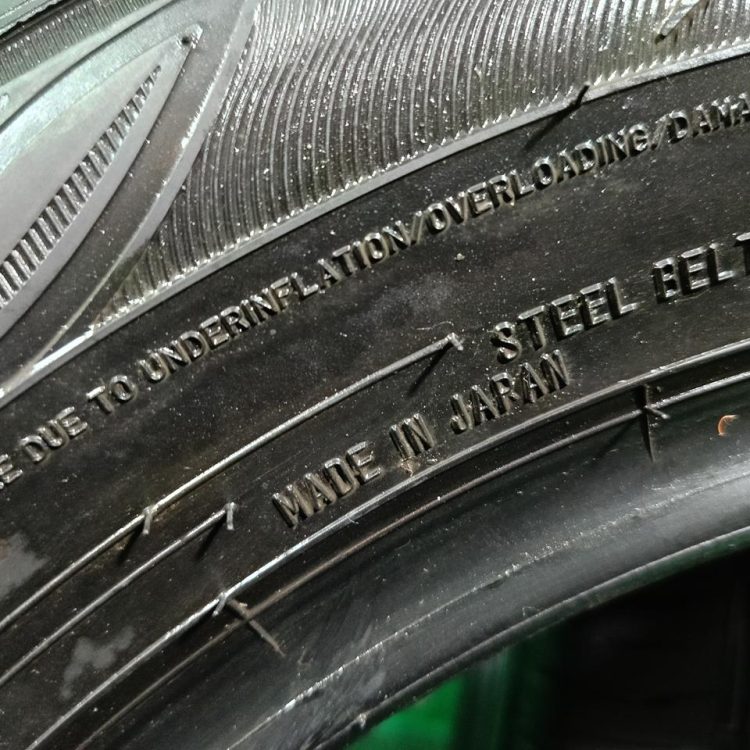 DUE TO UNDERINFLATION/OVERLOADING/DAMA
STEEL BELT
MADE IN JAPAN